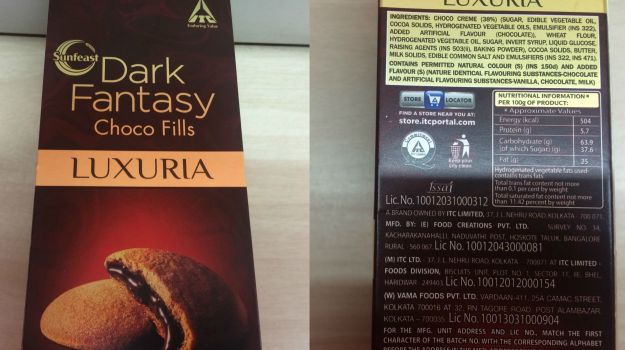 ITC
Enduring Value
Sunfeast
Dark
Fantasy
Choco Fills
LUXURIA
LUXURIA
INGREDIENTS: CHOCO CREME (38%) (SUGAR, EDIBLE VEGETABLE OIL,
COCOA SOLIDS, HYDROGENATED VEGETABLE OILS, EMULSIFIER (INS 322),
ADDED ARTIFICIAL FLAVOUR (CHOCOLATE)), WHEAT FLOUR,
HYDROGENATED VEGETABLE OIL, SUGAR, INVERT SYRUP, LIQUID GLUCOSE,
RAISING AGENTS (INS 503(ii), BAKING POWDER), COCOA SOLIDS, BUTTER,
MILK SOLIDS, EDIBLE COMMON SALT AND EMULSIFIERS (INS 322, INS 471).
CONTAINS PERMITTED NATURAL COLOUR (S) (INS 150d) AND ADDED
FLAVOUR (S) (NATURE IDENTICAL FLAVOURING SUBSTANCES-CHOCOLATE
AND ARTIFICIAL FLAVOURING SUBSTANCES-VANILLA, CHOCOLATE, MILK)
STORE LOCATOR
FIND A STORE NEAR YOU AT:
store.itcportal.com
KEEP YOUR
CITY CLEAN
NUTRITIONAL INFORMATION*
PER 100g OF PRODUCT:
* Approximate Values
Energy (kcal) 504
Protein (g) 5.7
Carbohydrate (g) 63.9
(of which Sugar) (g) 37.6
Fat (g) 25
Hydrogenated vegetable fats used-
contains trans fats
Total trans fat content not more
than 0.1 per cent by weight
Total saturated fat content not more
than 11.42 percent by weight
fssai
Lic No. 10012031000312
A BRAND OWNED BY ITC LIMITED, 37, J. L. NEHRU ROAD, KOLKATA - 700 071.
MFD. BY: (E) FOOD CREATIONS PVT. LTD. SURVEY NO. 34,
KACHARAKANAHALLI, NADUVATHI POST, HOSKOTE TALUK, BANGALORE
RURAL - 560 067. Lic No. 10012043000081
(M) ITC LTD. - 37, J. L. NEHRU ROAD, KOLKATA - 700071 AT ITC LIMITED -
FOODS DIVISION, BISCUITS UNIT, PLOT NO. 1, SECTOR 11, IIE, BHEL,
HARIDWAR - 249403. Lic No. 10012012000154
(W) VAMA FOODS PVT. LTD. VARDAAN-411, 25A CAMAC STREET,
KOLKATA 700016 AT 32, RN TAGORE ROAD, POST ALAMBAZAR,
KOLKATA - 700035. Lic No. 10013031000904
FOR THE MFG. UNIT ADDRESS AND LIC NO., MATCH THE FIRST
CHARACTER OF THE BATCH NO. WITH THE CORRESPONDING ALPHABET